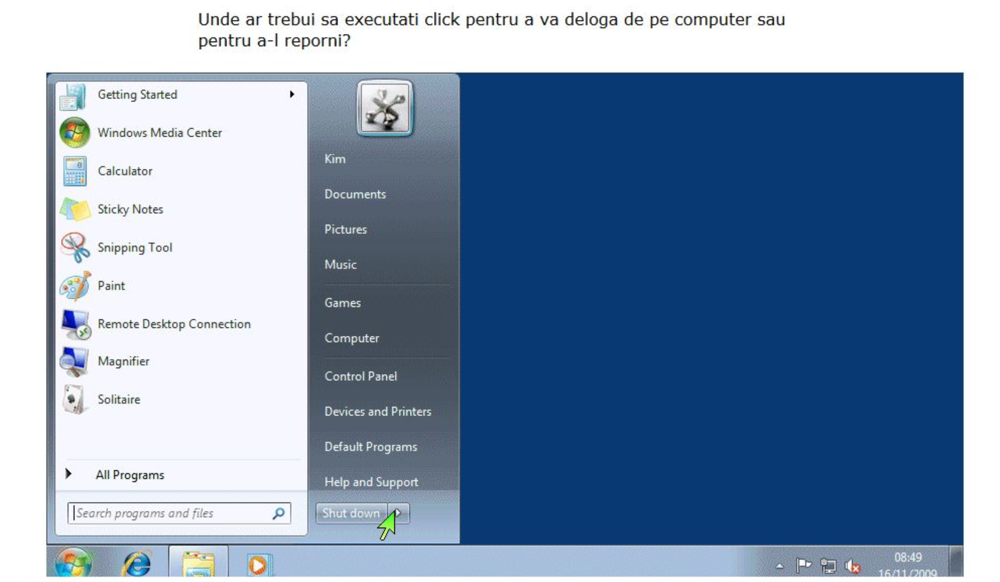 Unde ar trebui sa executati click pentru a va deloga de pe computer sau
pentru a-l reporni?
Getting Started
Windows Media Center
Calculator
Sticky Notes
Snipping Tool
Paint
Remote Desktop Connection
Magnifier
Solitaire
All Programs
Search programs and files
Kim
Documents
Pictures
Music
Games
Computer
Control Panel
Devices and Printers
Default Programs
Help and Support
Shut down
08:49
16/11/2009